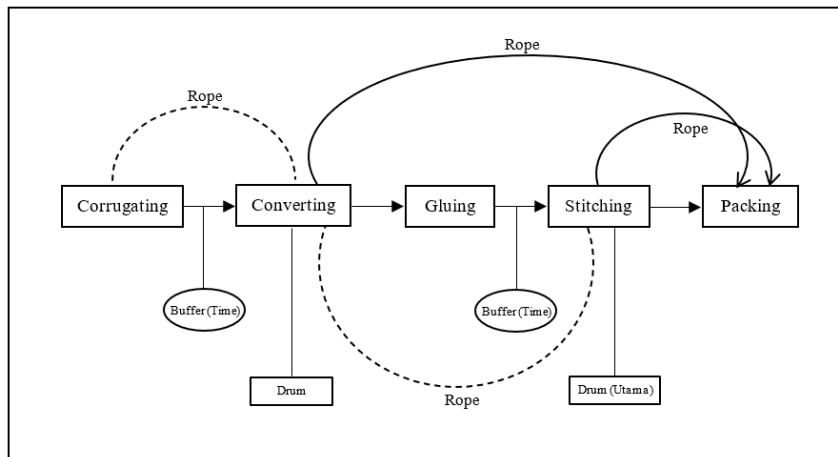 Rope
Rope
Rope
Corrugating
Converting
Gluing
Stitching
Packing
Buffer (Time)
Buffer (Time)
Drum
Rope
Drum (Utama)